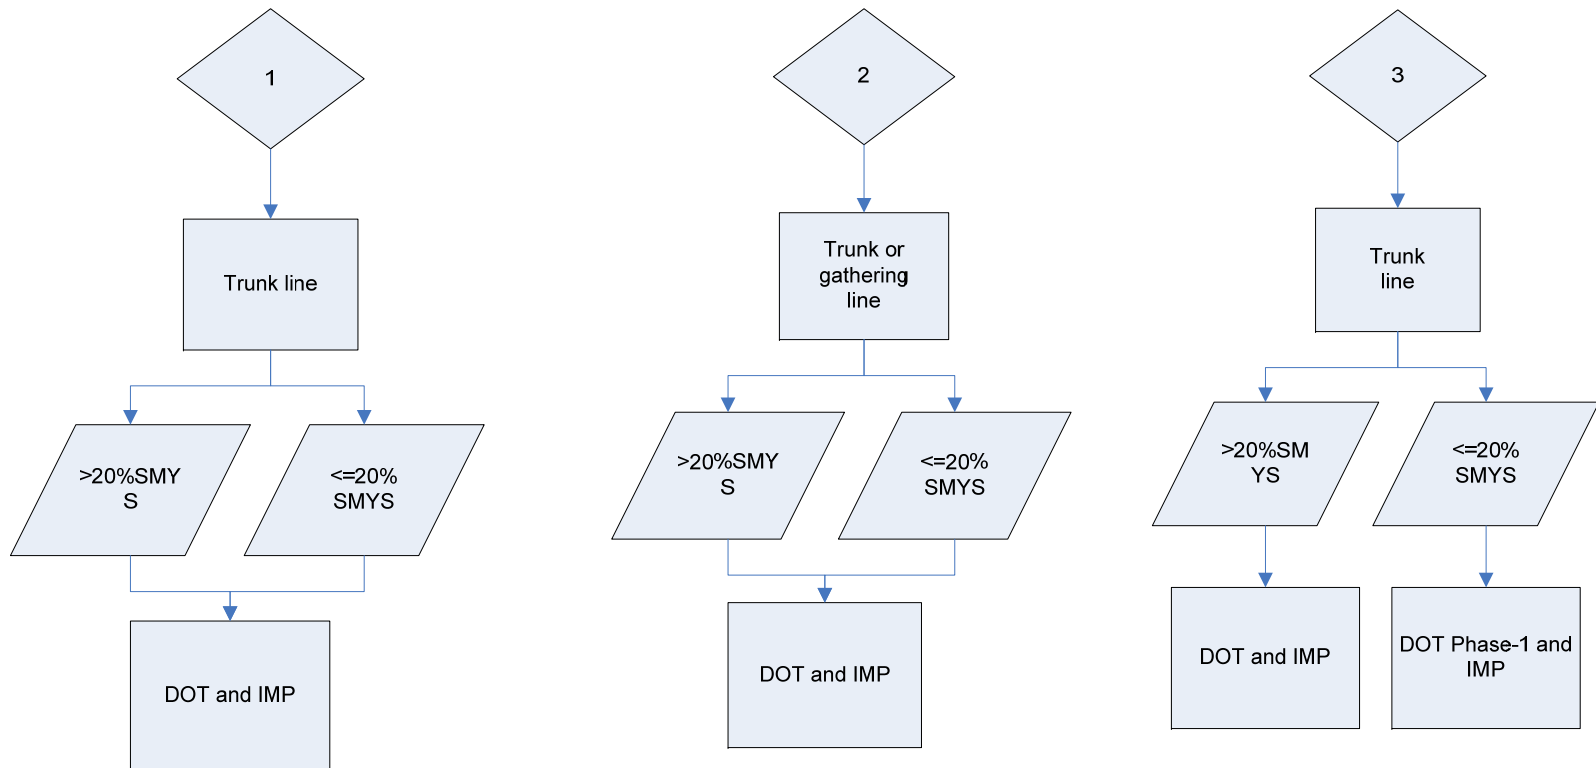 1
Trunk line
>20%SMY
S
<=20%
SMYS
DOT and IMP
2
Trunk or
gathering
line
>20%SMY
S
<=20%
SMYS
DOT and IMP
3
Trunk
line
>20%SM
YS
<=20%
SMYS
DOT and IMP
DOT Phase-1 and
IMP